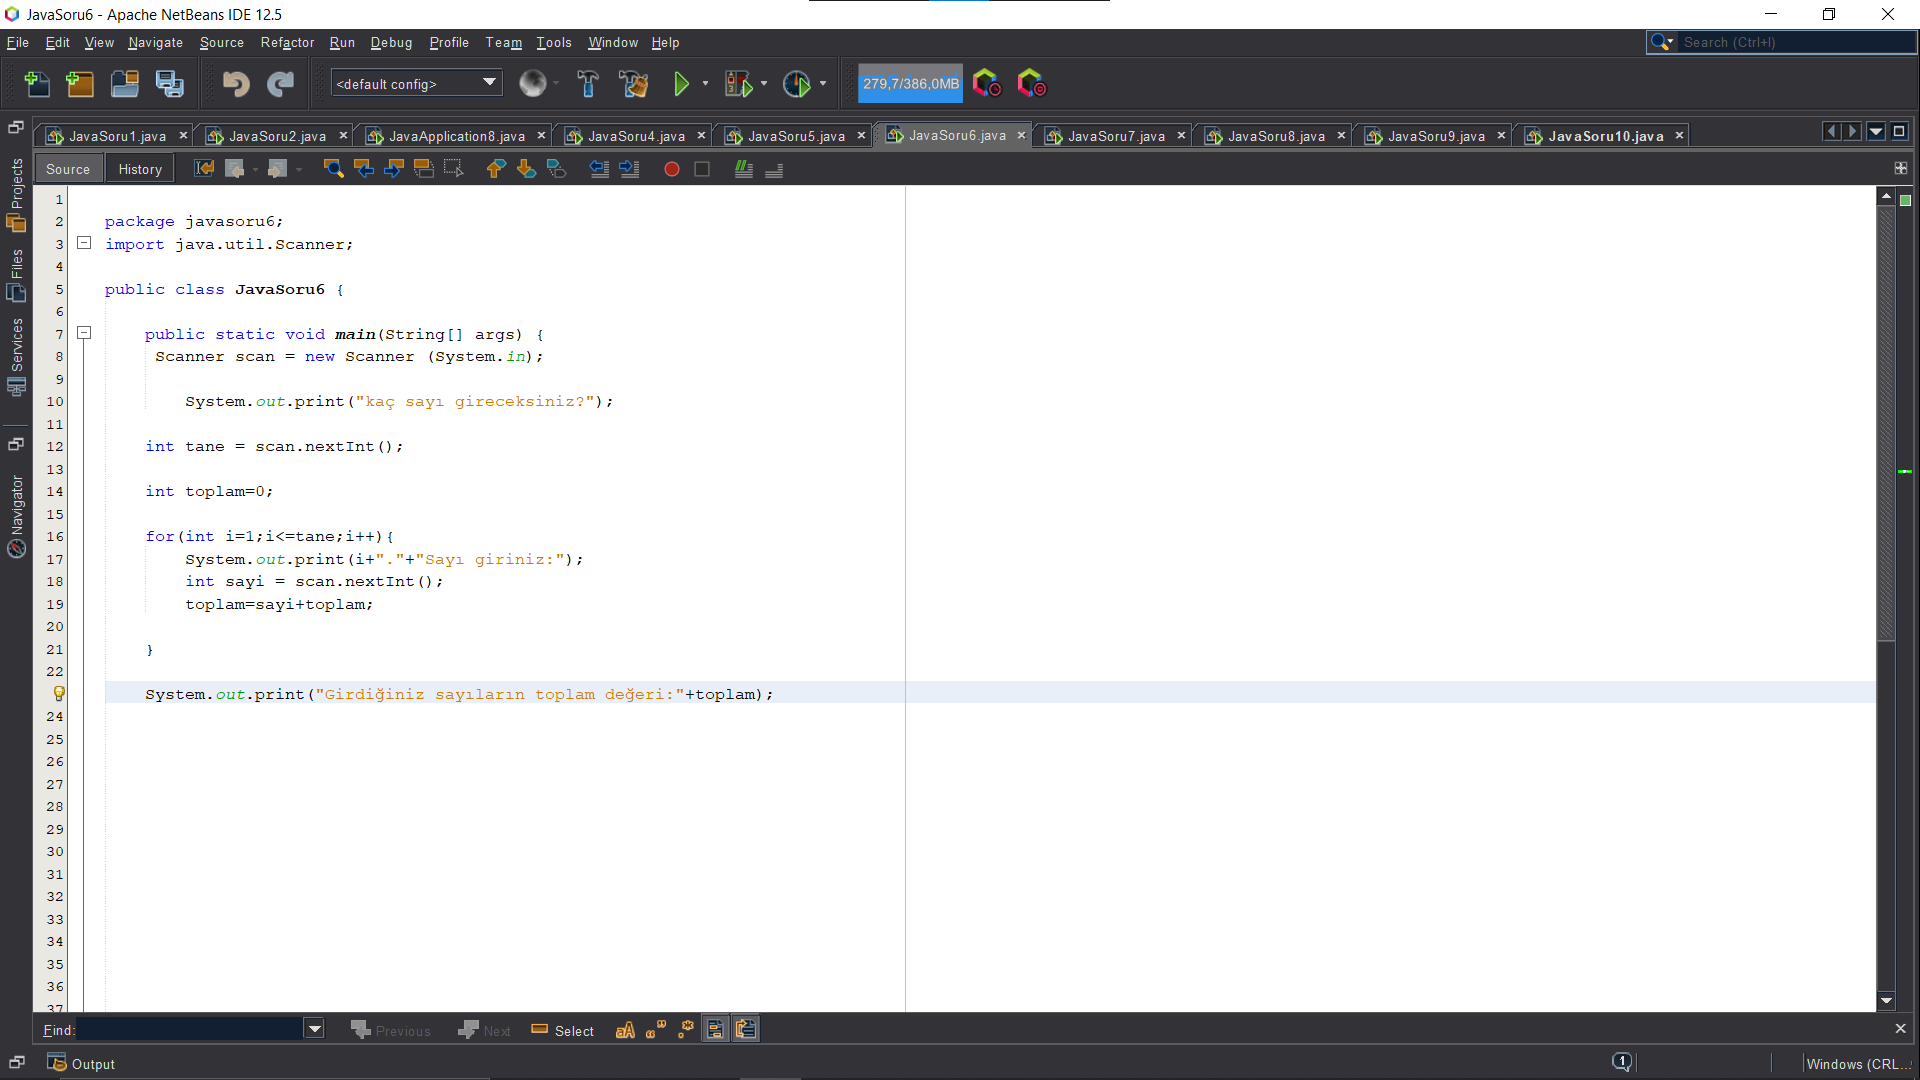 JavaSoru6 - Apache NetBeans IDE 12.5
File Edit View Navigate Source Refactor Run Debug Profile Team Tools Window Help
Search (Ctrl+I)
<default config>
279,7/386,0MB
JavaSoru1.java JavaSoru2.java JavaApplication8.java JavaSoru4.java JavaSoru5.java JavaSoru6.java JavaSoru7.java JavaSoru8.java JavaSoru9.java JavaSoru10.java
Source History
Projects
Files
Services
Navigator
1
2 package javasoru6;
3 import java.util.Scanner;
4
5 public class JavaSoru6 {
6
7 public static void main(String[] args) {
8 Scanner scan = new Scanner (System.in);
9
10 System.out.print("kaç sayı gireceksiniz?");
11
12 int tane = scan.nextInt();
13
14 int toplam=0;
15
16 for(int i=1;i<=tane;i++){
17 System.out.print(i+"."+"Sayı giriniz:");
18 int sayi = scan.nextInt();
19 toplam=sayi+toplam;
20
21 }
22
System.out.print("Girdiğiniz sayıların toplam değeri:"+toplam);
24
25
26
27
28
29
30
31
32
33
34
35
36
37
Find: Previous Next Select
Output
1
Windows (CRL...